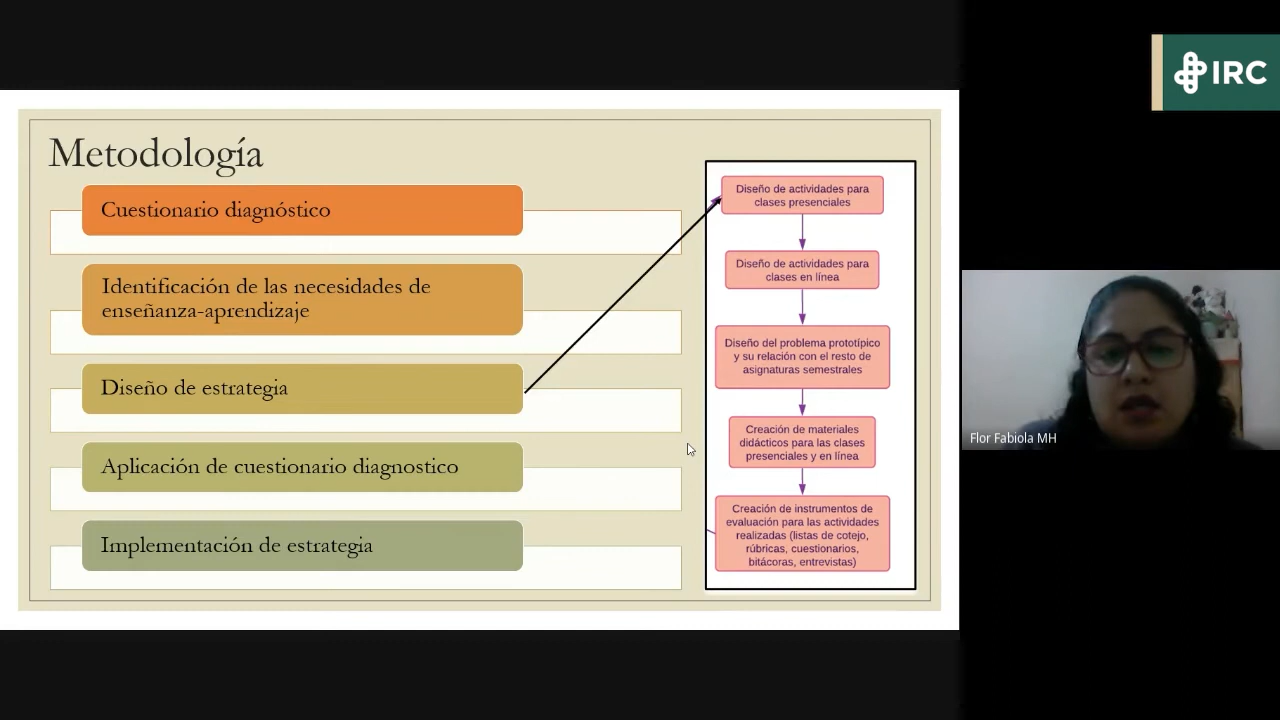 Metodología
Cuestionario diagnóstico
Identificación de las necesidades de
enseñanza-aprendizaje
Diseño de estrategia
Aplicación de cuestionario diagnostico
Implementación de estrategia
Diseño de actividades para
clases presenciales
Diseño de actividades para
clases en línea
Diseño del problema prototípico
y su relación con el resto de
asignaturas semestrales
Creación de materiales
didácticos para las clases
presenciales y en línea
Creación de instrumentos de
evaluación para las actividades
realizadas (listas de cotejo,
rúbricas, cuestionarios,
bitácoras, entrevistas)
IRC
Flor Fabiola MH